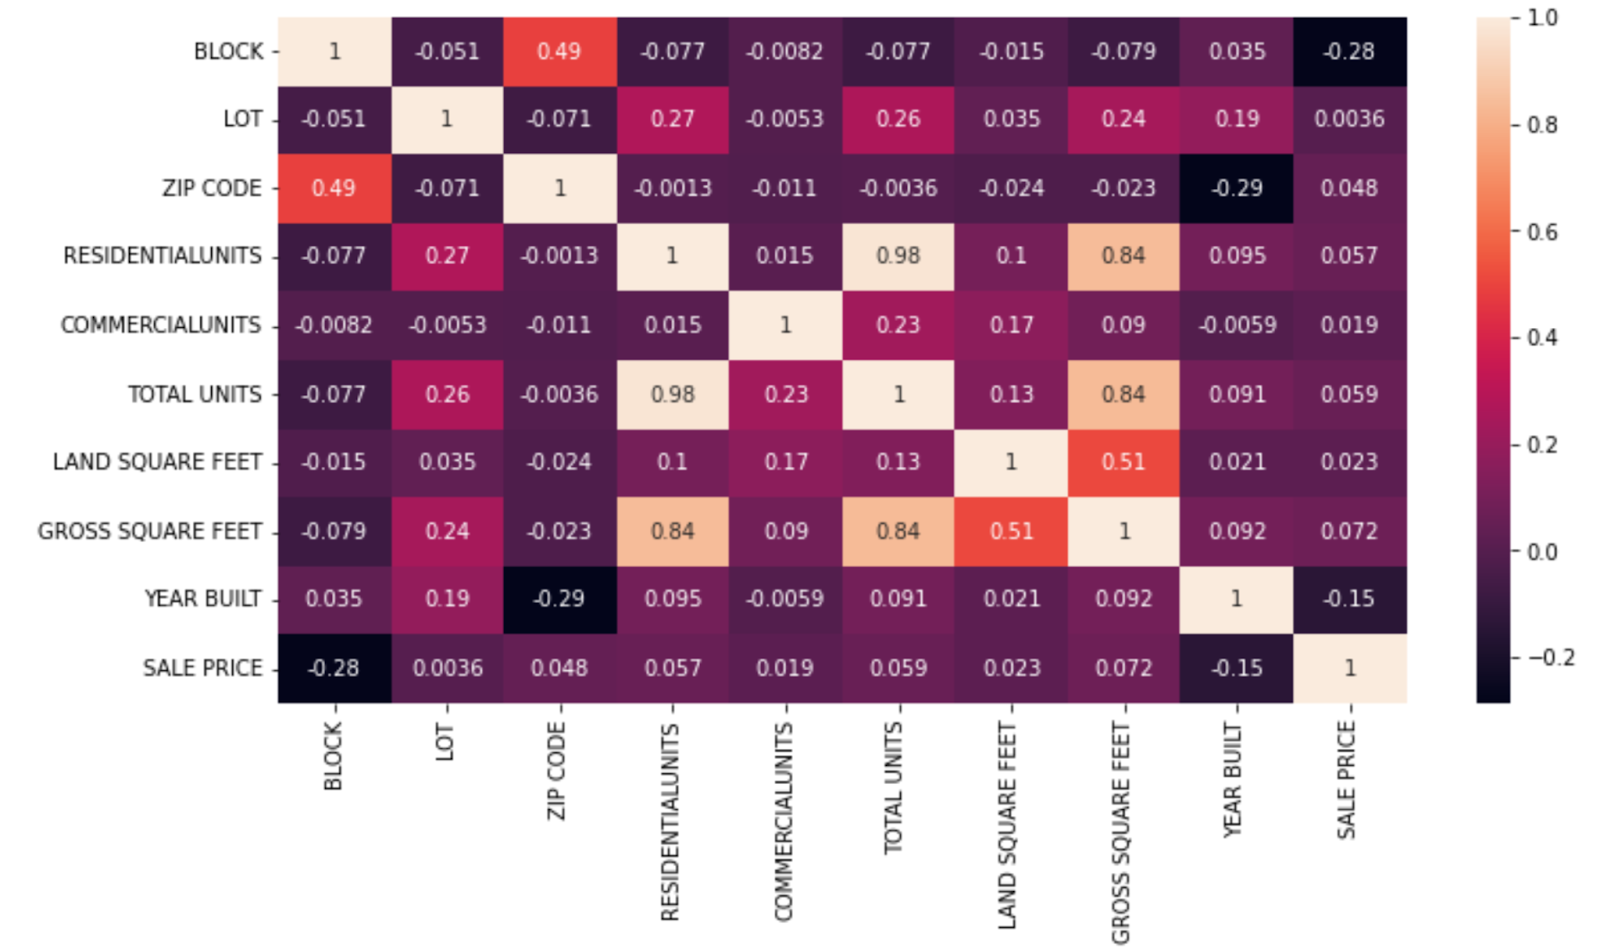 BLOCK 1 -0.051 0.49 -0.077 -0.0082 -0.077 -0.015 -0.079 0.035 -0.28
LOT -0.051 1 -0.071 0.27 -0.0053 0.26 0.035 0.24 0.19 0.0036
ZIP CODE 0.49 -0.071 1 -0.0013 -0.011 -0.0036 -0.024 -0.023 -0.29 0.048
RESIDENTIALUNITS -0.077 0.27 -0.0013 1 0.015 0.98 0.1 0.84 0.095 0.057
COMMERCIALUNITS -0.0082 -0.0053 -0.011 0.015 1 0.23 0.17 0.09 -0.0059 0.019
TOTAL UNITS -0.077 0.26 -0.0036 0.98 0.23 1 0.13 0.84 0.091 0.059
LAND SQUARE FEET -0.015 0.035 -0.024 0.1 0.17 0.13 1 0.51 0.021 0.023
GROSS SQUARE FEET -0.079 0.24 -0.023 0.84 0.09 0.84 0.51 1 0.092 0.072
YEAR BUILT 0.035 0.19 -0.29 0.095 -0.0059 0.091 0.021 0.092 1 -0.15
SALE PRICE -0.28 0.0036 0.048 0.057 0.019 0.059 0.023 0.072 -0.15 1
BLOCK
LOT
ZIP CODE
RESIDENTIALUNITS
COMMERCIALUNITS
TOTAL UNITS
LAND SQUARE FEET
GROSS SQUARE FEET
YEAR BUILT
SALE PRICE
1.0
0.8
0.6
0.4
0.2
0.0
−0.2